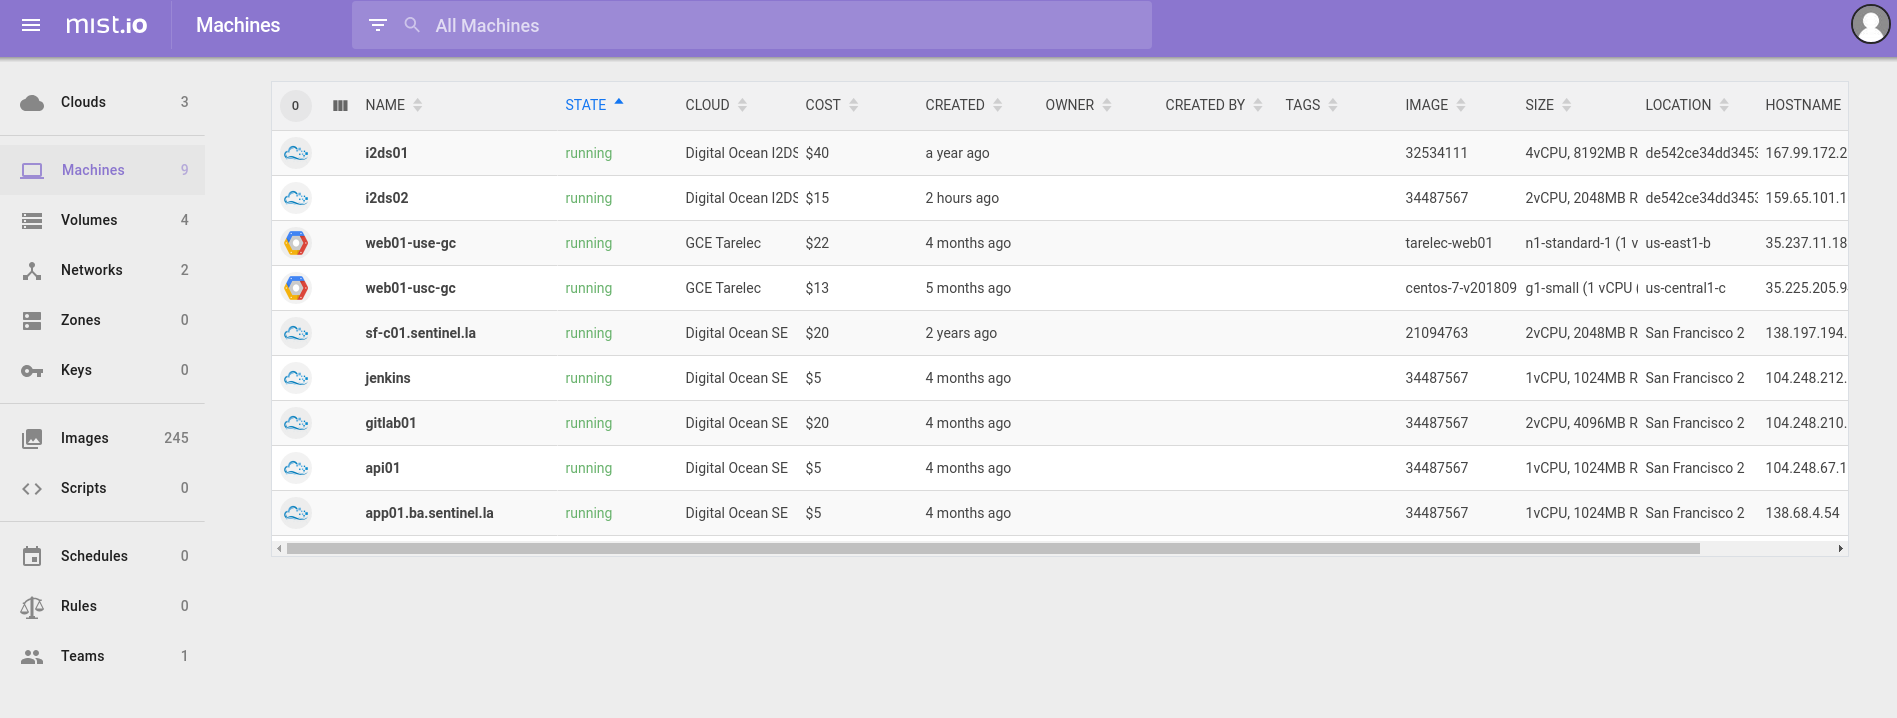 mist.io Machines All Machines
Clouds 3
Machines 9
Volumes 4
Networks 2
Zones 0
Keys 0
Images 245
Scripts 0
Schedules 0
Rules 0
Teams 1
0 NAME STATE CLOUD COST CREATED OWNER CREATED BY TAGS IMAGE SIZE LOCATION HOSTNAME
i2ds01 running Digital Ocean I2DS $40 a year ago 32534111 4vCPU, 8192MB R de542ce34dd3453 167.99.172.2
i2ds02 running Digital Ocean I2DS $15 2 hours ago 34487567 2vCPU, 2048MB R de542ce34dd3453 159.65.101.1
web01-use-gc running GCE Tarelec $22 4 months ago tarelec-web01 n1-standard-1 (1 v us-east1-b 35.237.11.18
web01-usc-gc running GCE Tarelec $13 5 months ago centos-7-v201809 g1-small (1 vCPU ( us-central1-c 35.225.205.9
sf-c01.sentinel.la running Digital Ocean SE $20 2 years ago 21094763 2vCPU, 2048MB R San Francisco 2 138.197.194.
jenkins running Digital Ocean SE $5 4 months ago 34487567 1vCPU, 1024MB R San Francisco 2 104.248.212.
gitlab01 running Digital Ocean SE $20 4 months ago 34487567 2vCPU, 4096MB R San Francisco 2 104.248.210.
api01 running Digital Ocean SE $5 4 months ago 34487567 1vCPU, 1024MB R San Francisco 2 104.248.67.1
app01.ba.sentinel.la running Digital Ocean SE $5 4 months ago 34487567 1vCPU, 1024MB R San Francisco 2 138.68.4.54